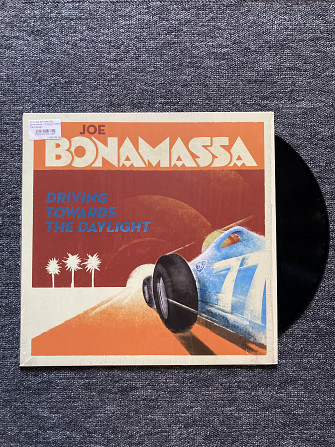 JOE
BONAMASSA
DRIVING
TOWARDS
THE DAYLIGHT
77